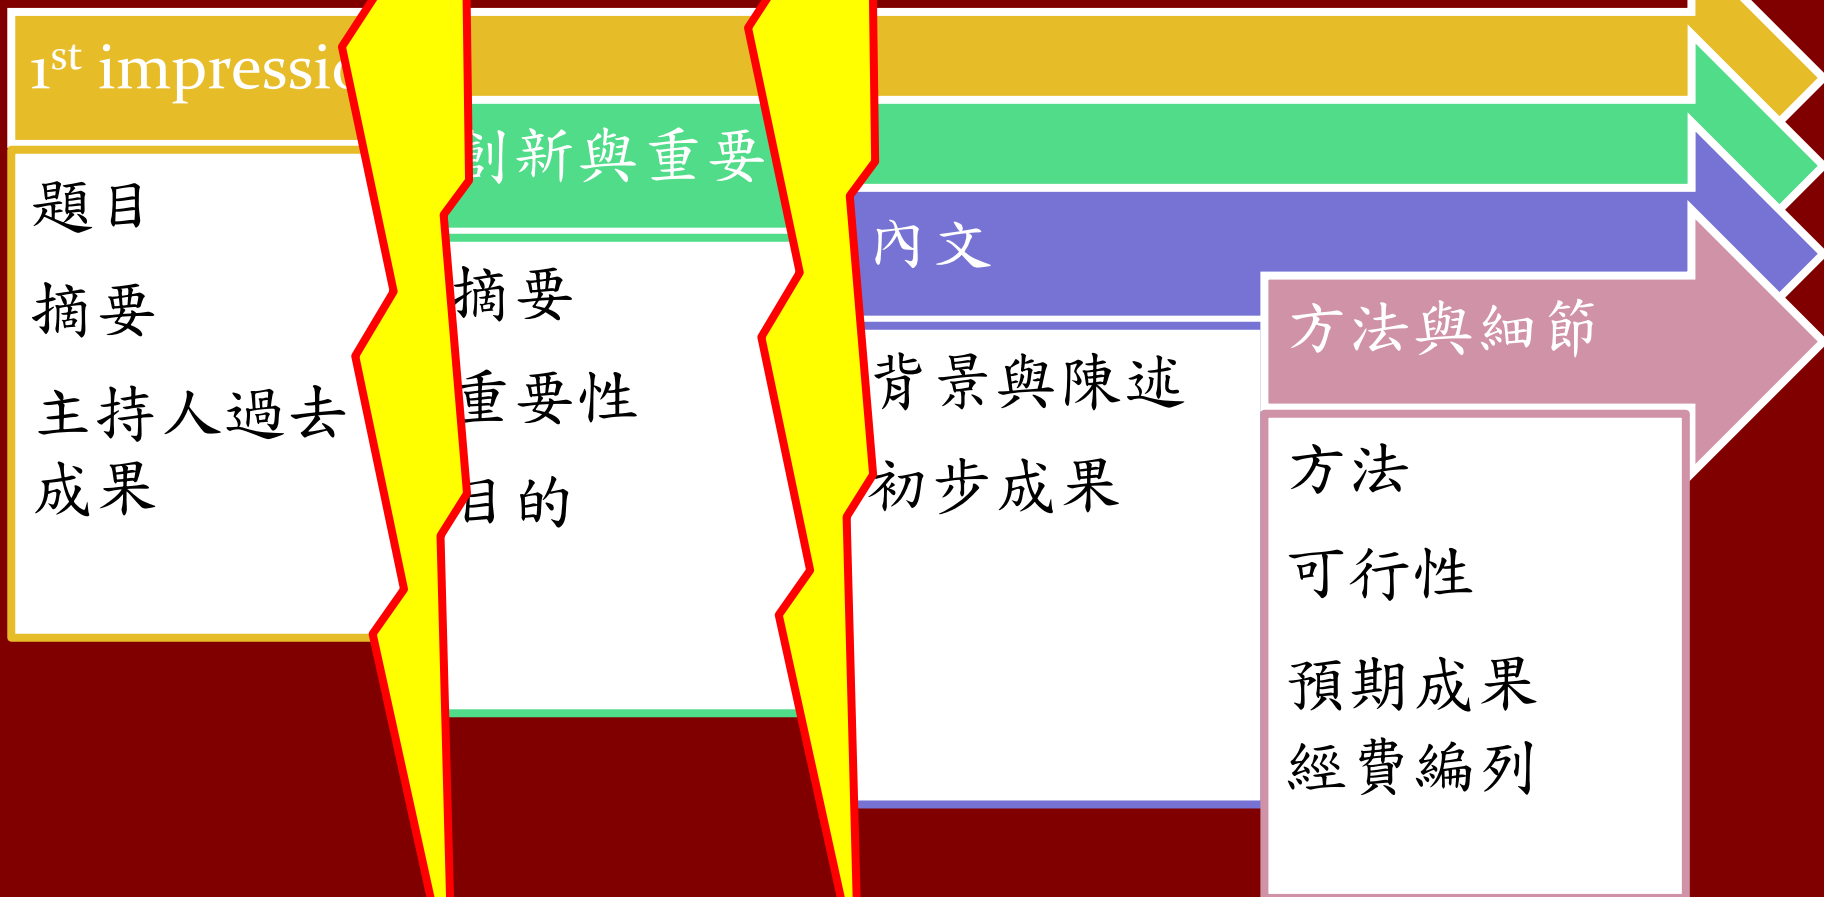 1st impressio
題目
摘要
主持人過去
成果
創新與重要
摘要
重要性
目的
內文
背景與陳述
初步成果
方法與細節
方法
可行性
預期成果
經費編列